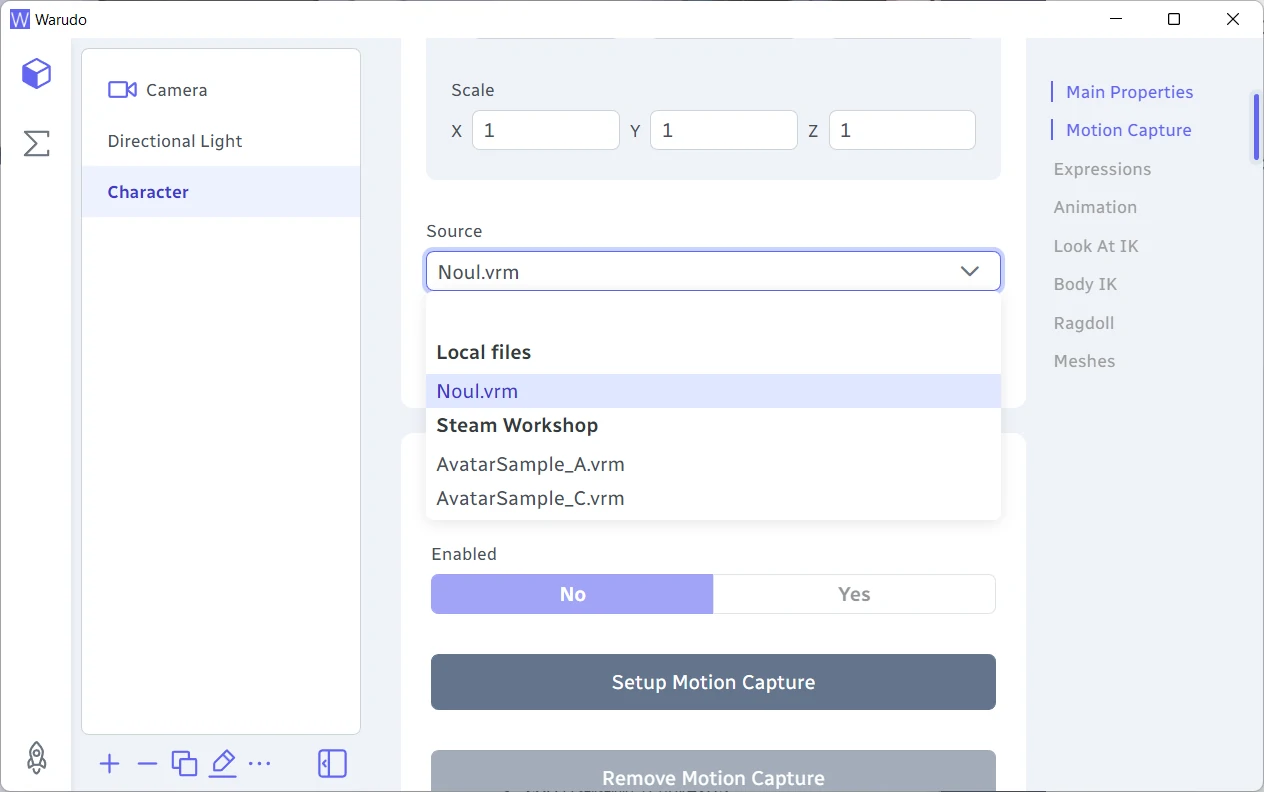 Warudo
Camera
Directional Light
Character
Scale
X 1 Y 1 Z 1
Source
Noul.vrm
Local files
Noul.vrm
Steam Workshop
AvatarSample_A.vrm
AvatarSample_C.vrm
Enabled
No Yes
Setup Motion Capture
Remove Motion Capture
Main Properties
Motion Capture
Expressions
Animation
Look At IK
Body IK
Ragdoll
Meshes